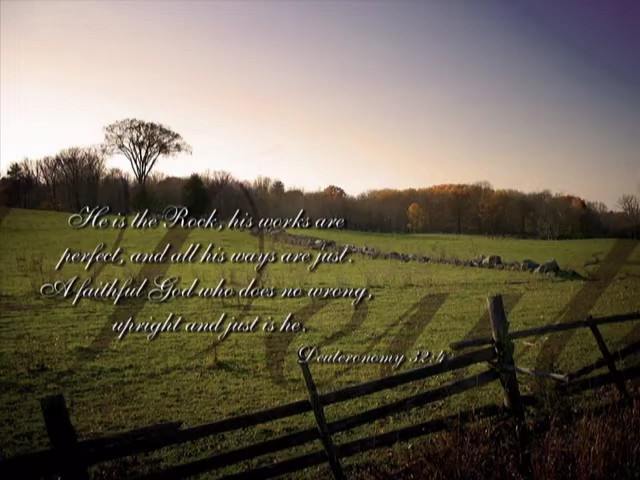 He is the Rock, his works are
perfect, and all his ways are just.
A faithful God who does no wrong,
upright and just is he.
Deuteronomy 32:4